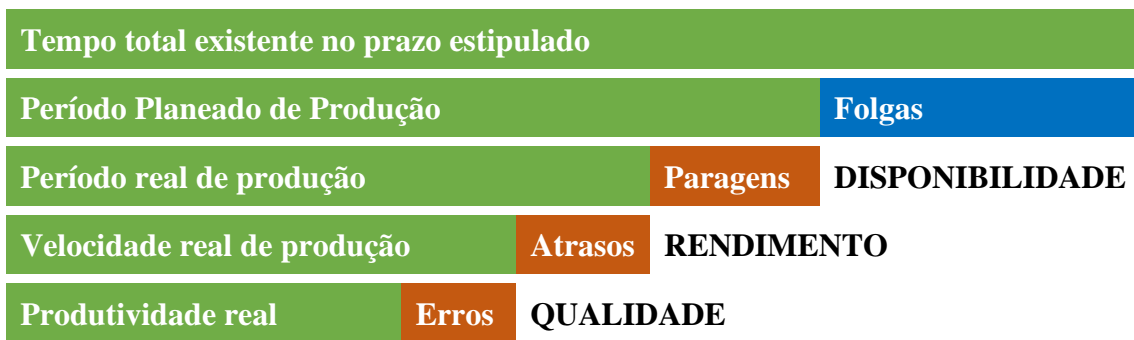 Tempo total existente no prazo estipulado
Período Planeado de Produção Folgas
Período real de produção Paragens DISPONIBILIDADE
Velocidade real de produção Atrasos RENDIMENTO
Produtividade real Erros QUALIDADE